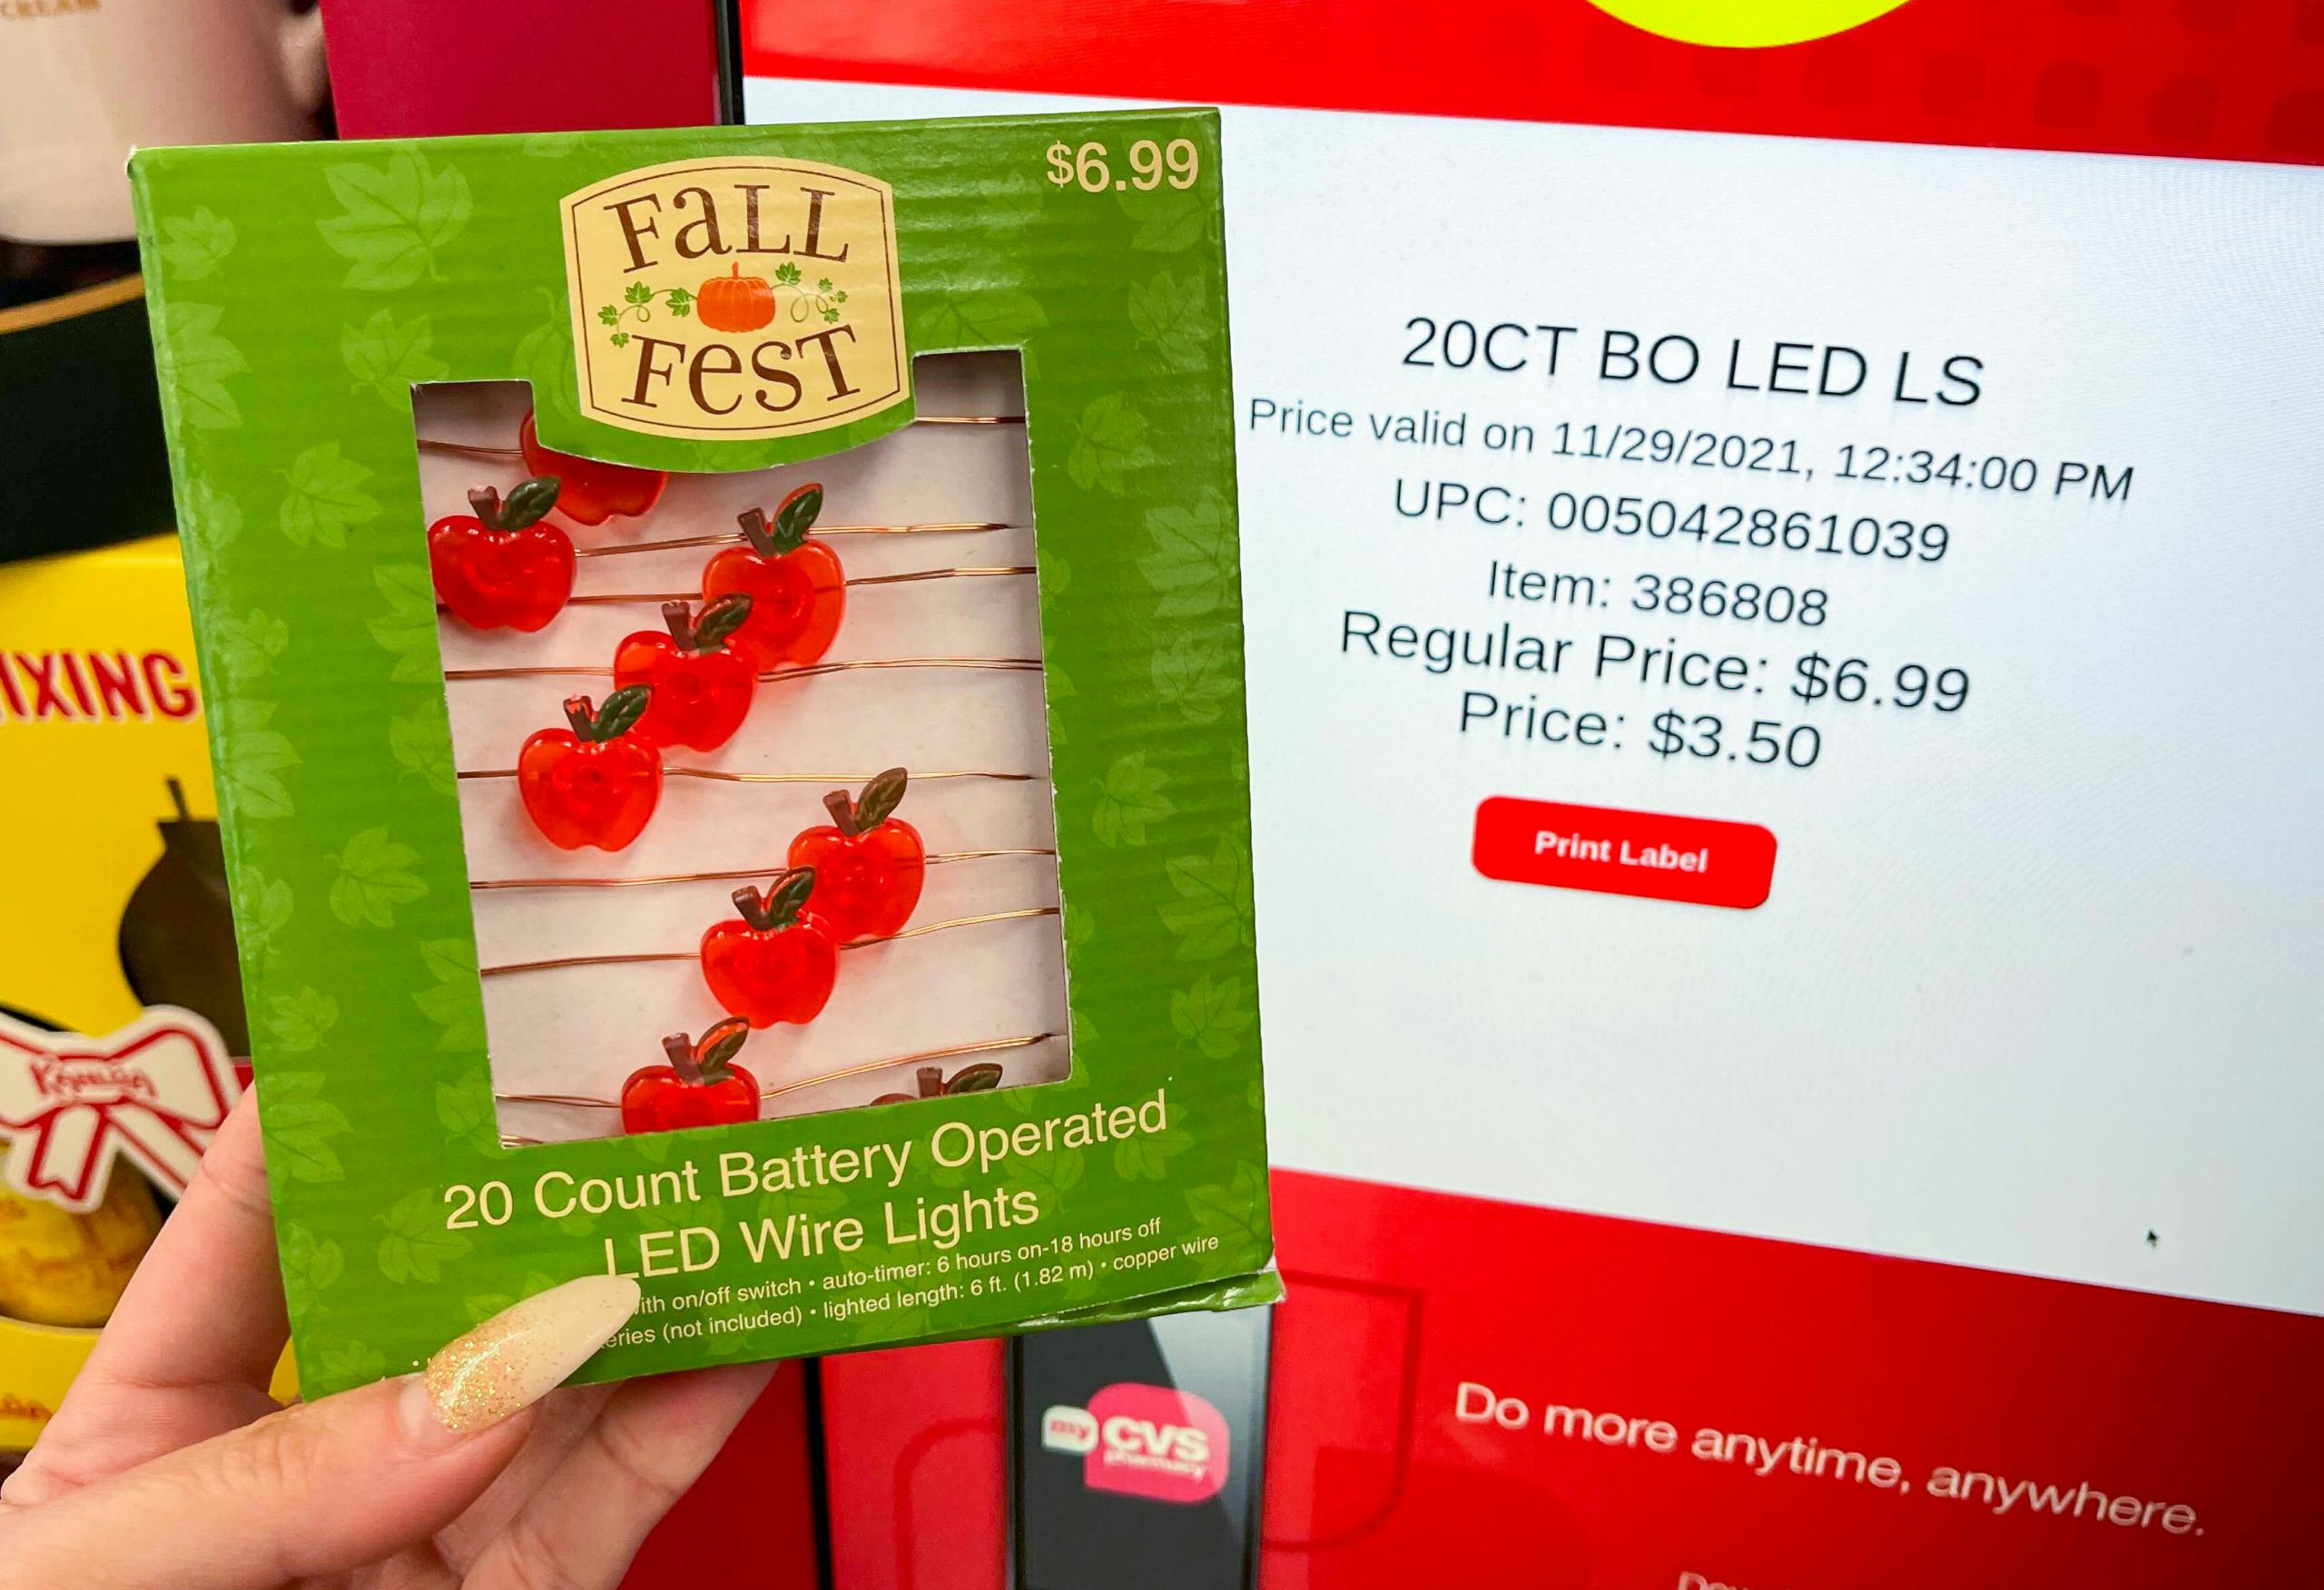 CREAM
$6.99
FaLL
FesT
20 Count Battery Operated
LED Wire Lights
on/off switch • auto-timer: 6 hours on-18 hours off
(not included) • lighted length: 6 ft. (1.82 m) • copper wire
20CT BO LED LS
Price valid on 11/29/2021, 12:34:00 PM
UPC: 005042861039
Item: 386808
Regular Price: $6.99
Price: $3.50
Print Label
my CVS
pharmacy
Do more anytime, anywhere.
IXING